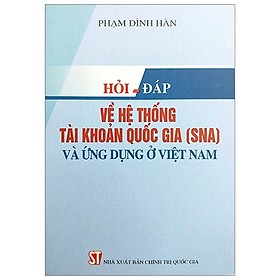 PHẠM ĐÌNH HÀN
HỎI - ĐÁP
VỀ HỆ THỐNG
TÀI KHOẢN QUỐC GIA (SNA)
VÀ ỨNG DỤNG Ở VIỆT NAM
ST NHÀ XUẤT BẢN CHÍNH TRỊ QUỐC GIA